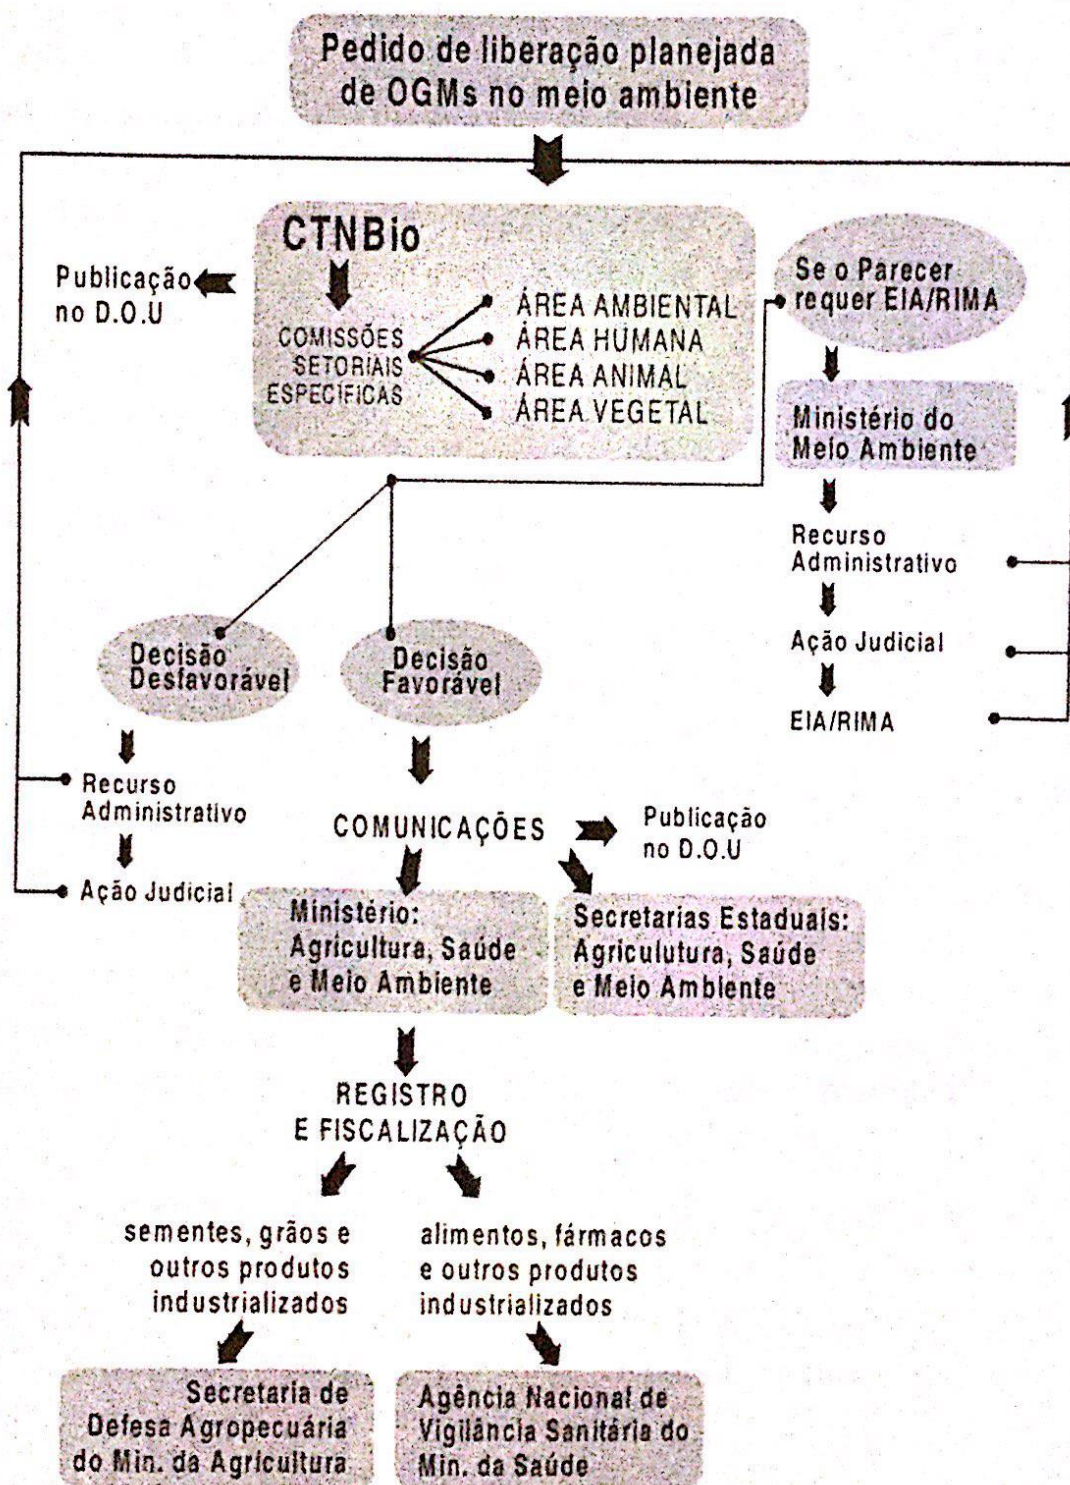 Pedido de liberação planejada
de OGMs no meio ambiente
CTNBio
Publicação
no D.O.U
COMISSÕES
SETORIAIS
ESPECÍFICAS
ÁREA AMBIENTAL
ÁREA HUMANA
ÁREA ANIMAL
ÁREA VEGETAL
Se o Parecer
requer EIA/RIMA
Ministério do
Meio Ambiente
Recurso
Administrativo
Ação Judicial
EIA/RIMA
Decisão
Desfavorável
Decisão
Favorável
Recurso
Administrativo
Ação Judicial
COMUNICAÇÕES
Publicação
no D.O.U
Ministério:
Agricultura, Saúde
e Meio Ambiente
Secretarias Estaduais:
Agriculutura, Saúde
e Meio Ambiente
REGISTRO
E FISCALIZAÇÃO
sementes, grãos e
outros produtos
industrializados
alimentos, fármacos
e outros produtos
industrializados
Secretaria de
Defesa Agropecuária
do Min. da Agricultura
Agência Nacional de
Vigilância Sanitária do
Min. da Saúde